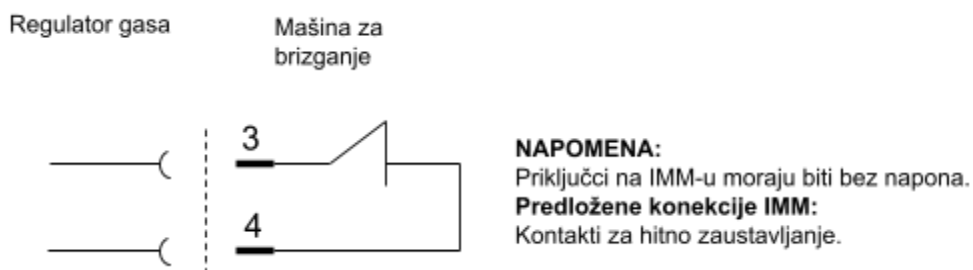 Regulator gasa
Mašina za
brizganje
3
4
NAPOMENA:
Priključci na IMM-u moraju biti bez napona.
Predložene konekcije IMM:
Kontakti za hitno zaustavljanje.